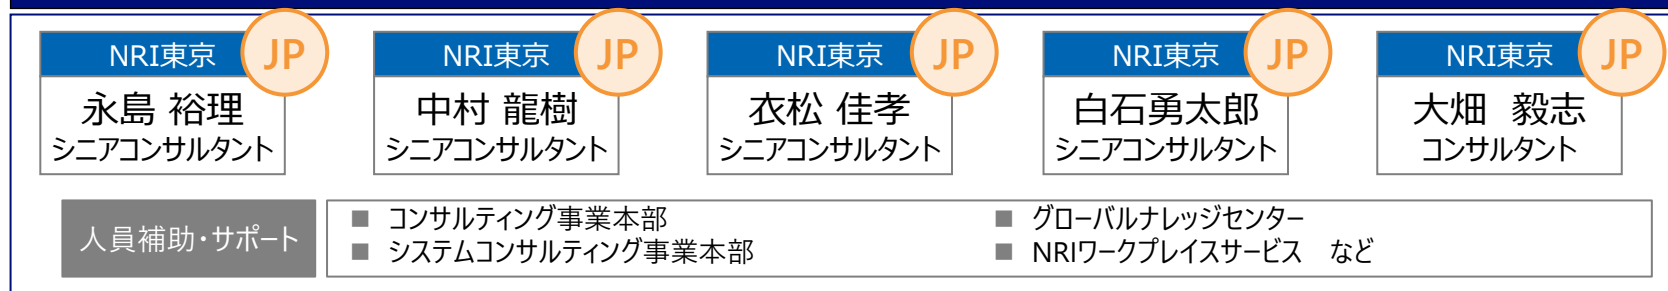 NRI東京 JP
永島 裕理
シニアコンサルタント
NRI東京 JP
中村 龍樹
シニアコンサルタント
NRI東京 JP
衣松 佳孝
シニアコンサルタント
NRI東京 JP
白石勇太郎
シニアコンサルタント
NRI東京 JP
大畑　毅志
コンサルタント
人員補助・サポート
■ コンサルティング事業本部
■ システムコンサルティング事業本部
■ グローバルナレッジセンター
■ NRIワークプレイスサービス　など